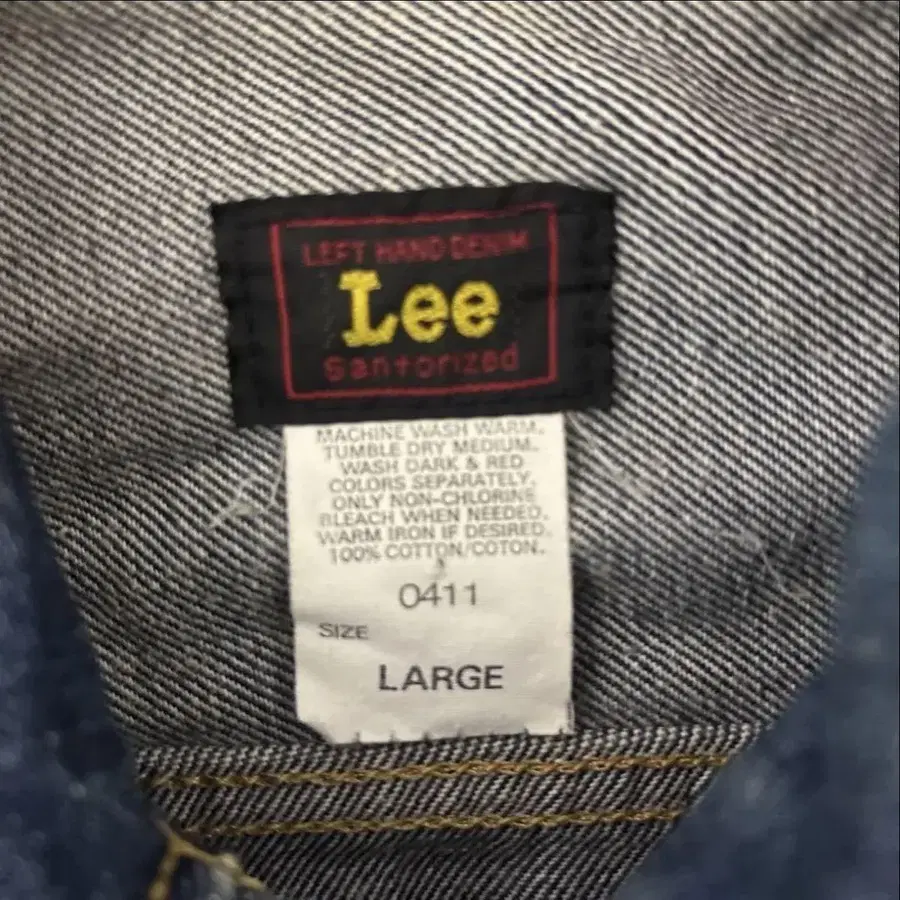 LEFT HAND DENIM
Lee
Sanforized
MACHINE WASH WARM.
TUMBLE DRY MEDIUM.
WASH DARK & RED
COLORS SEPARATELY.
ONLY NON-CHLORINE
BLEACH WHEN NEEDED.
WARM IRON IF DESIRED.
100% COTTON/COTON.
0411
SIZE
LARGE